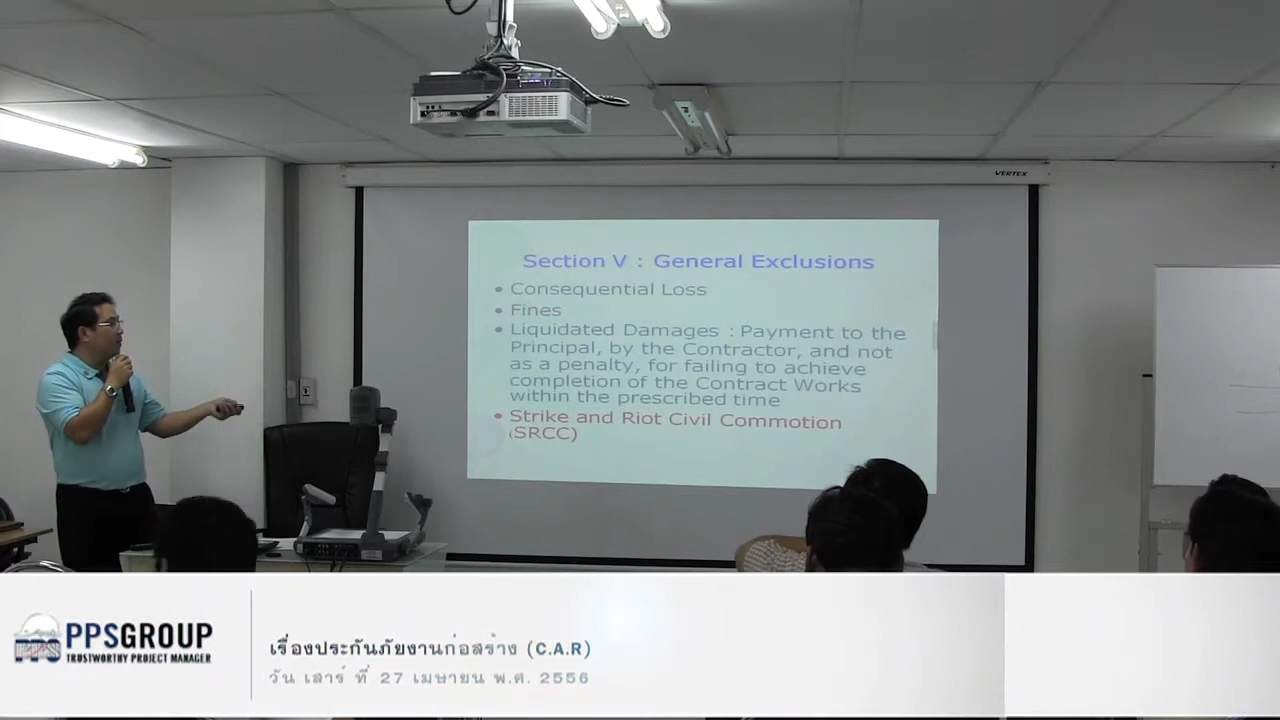 VERTEX
Section V : General Exclusions
• Consequential Loss
• Fines
• Liquidated Damages : Payment to the
Principal, by the Contractor, and not
as a penalty, for failing to achieve
completion of the Contract Works
within the prescribed time
• Strike and Riot Civil Commotion
(SRCC)
PPS
PPSGROUP
TRUSTWORTHY PROJECT MANAGER
เรื่องประกันภัยงานก่อสร้าง (C.A.R)
วัน เสาร์ ที่ 27 เมษายน พ.ศ. 2556